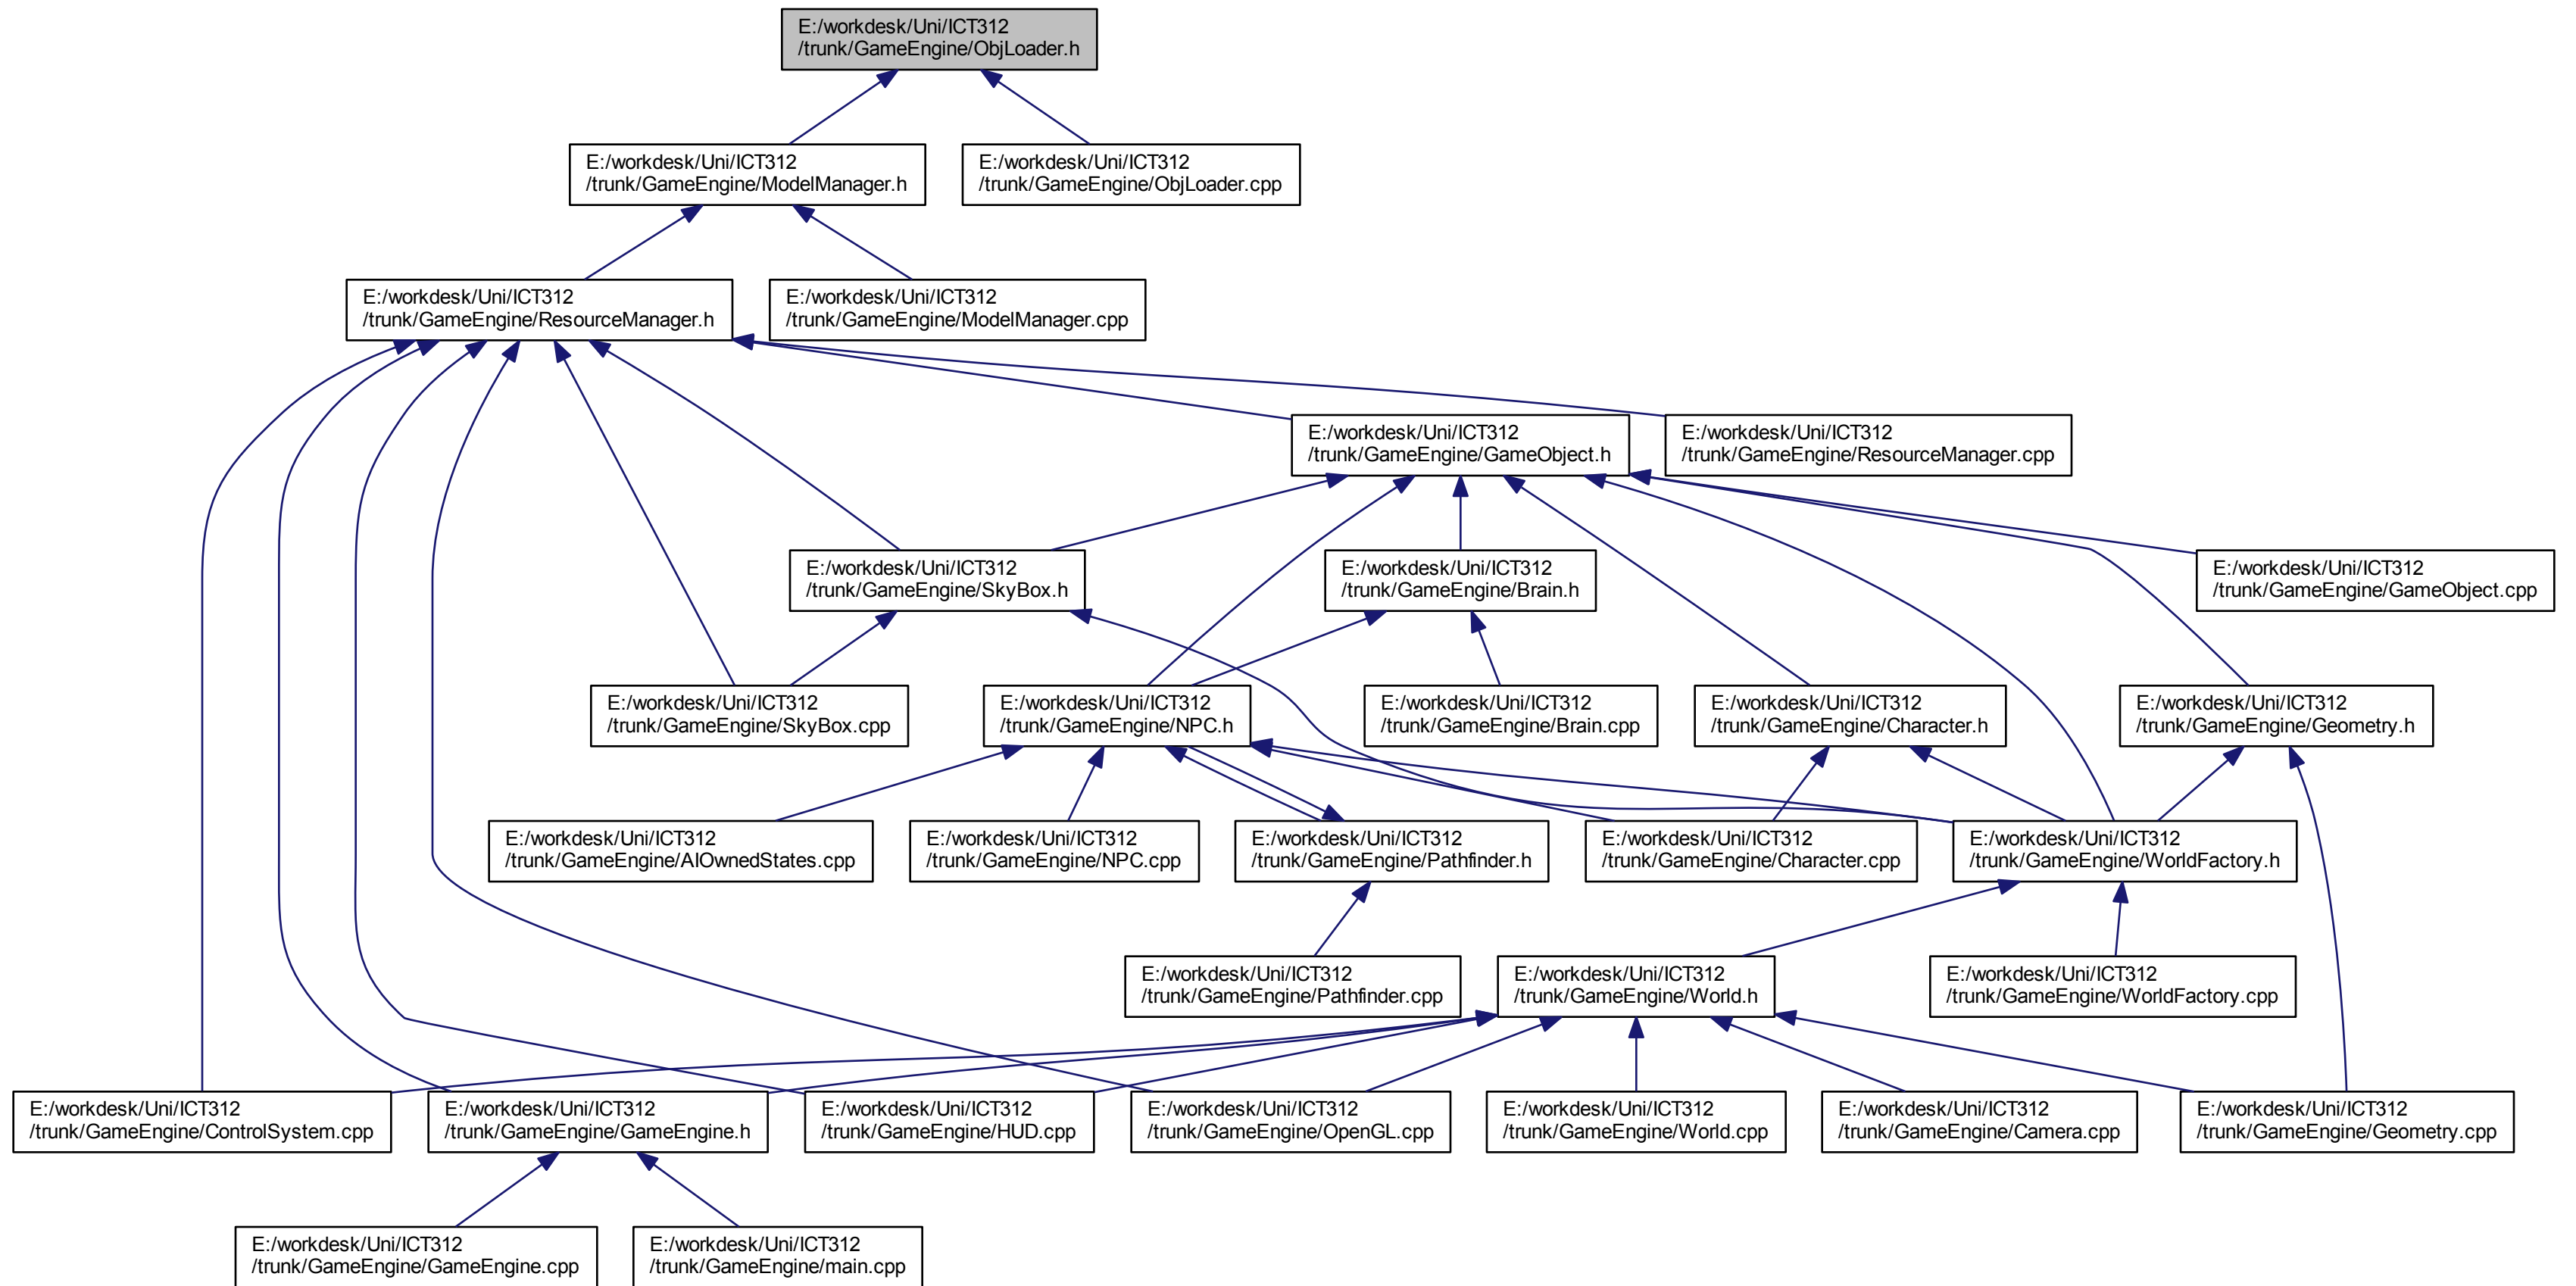 E:/workdesk/Uni/ICT312
/trunk/GameEngine/ObjLoader.h
E:/workdesk/Uni/ICT312
/trunk/GameEngine/ModelManager.h
E:/workdesk/Uni/ICT312
/trunk/GameEngine/ObjLoader.cpp
E:/workdesk/Uni/ICT312
/trunk/GameEngine/ResourceManager.h
E:/workdesk/Uni/ICT312
/trunk/GameEngine/ModelManager.cpp
E:/workdesk/Uni/ICT312
/trunk/GameEngine/GameObject.h
E:/workdesk/Uni/ICT312
/trunk/GameEngine/ResourceManager.cpp
E:/workdesk/Uni/ICT312
/trunk/GameEngine/SkyBox.h
E:/workdesk/Uni/ICT312
/trunk/GameEngine/Brain.h
E:/workdesk/Uni/ICT312
/trunk/GameEngine/GameObject.cpp
E:/workdesk/Uni/ICT312
/trunk/GameEngine/SkyBox.cpp
E:/workdesk/Uni/ICT312
/trunk/GameEngine/NPC.h
E:/workdesk/Uni/ICT312
/trunk/GameEngine/Brain.cpp
E:/workdesk/Uni/ICT312
/trunk/GameEngine/Character.h
E:/workdesk/Uni/ICT312
/trunk/GameEngine/Geometry.h
E:/workdesk/Uni/ICT312
/trunk/GameEngine/AIOwnedStates.cpp
E:/workdesk/Uni/ICT312
/trunk/GameEngine/NPC.cpp
E:/workdesk/Uni/ICT312
/trunk/GameEngine/Pathfinder.h
E:/workdesk/Uni/ICT312
/trunk/GameEngine/Character.cpp
E:/workdesk/Uni/ICT312
/trunk/GameEngine/WorldFactory.h
E:/workdesk/Uni/ICT312
/trunk/GameEngine/Pathfinder.cpp
E:/workdesk/Uni/ICT312
/trunk/GameEngine/World.h
E:/workdesk/Uni/ICT312
/trunk/GameEngine/WorldFactory.cpp
E:/workdesk/Uni/ICT312
/trunk/GameEngine/ControlSystem.cpp
E:/workdesk/Uni/ICT312
/trunk/GameEngine/GameEngine.h
E:/workdesk/Uni/ICT312
/trunk/GameEngine/HUD.cpp
E:/workdesk/Uni/ICT312
/trunk/GameEngine/OpenGL.cpp
E:/workdesk/Uni/ICT312
/trunk/GameEngine/World.cpp
E:/workdesk/Uni/ICT312
/trunk/GameEngine/Camera.cpp
E:/workdesk/Uni/ICT312
/trunk/GameEngine/Geometry.cpp
E:/workdesk/Uni/ICT312
/trunk/GameEngine/GameEngine.cpp
E:/workdesk/Uni/ICT312
/trunk/GameEngine/main.cpp